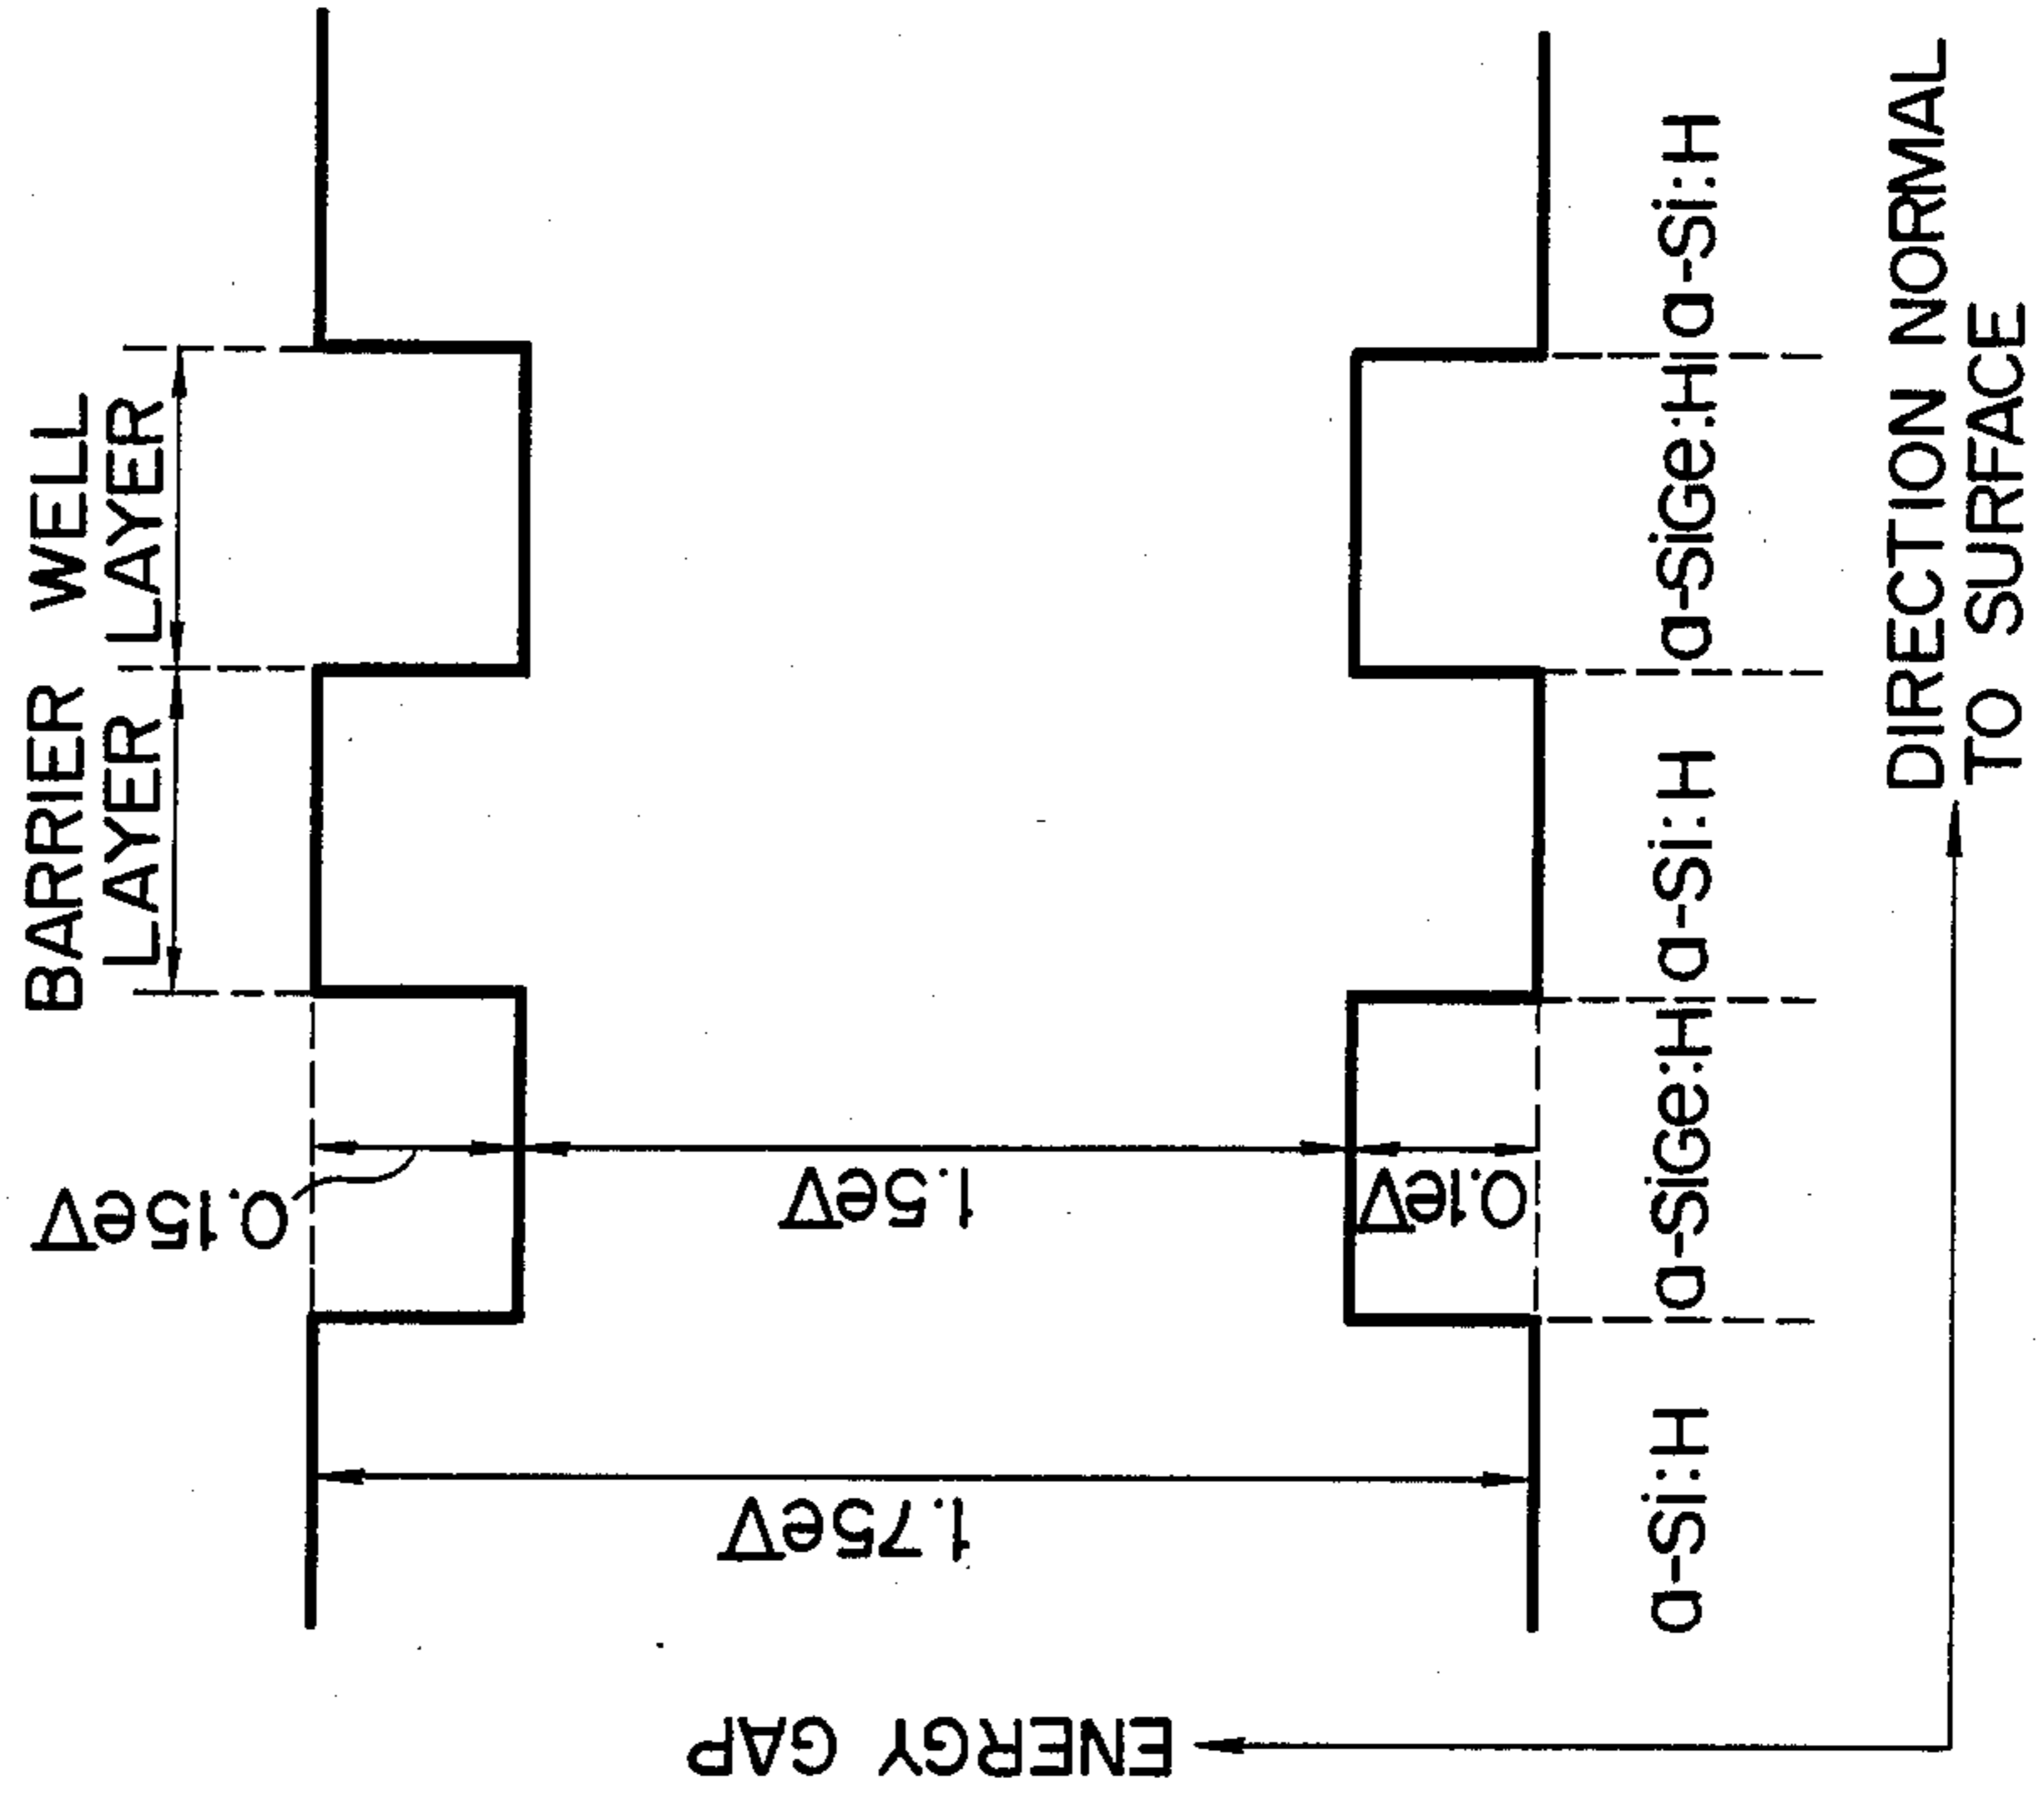 BARRIER
LAYER
WELL
LAYER
0.15eV
1.5eV
0.1eV
1.75eV
ENERGY GAP
a-Si:H
a-SiGe:H
a-Si:H
a-SiGe:H
a-Si:H
DIRECTION NORMAL
TO SURFACE